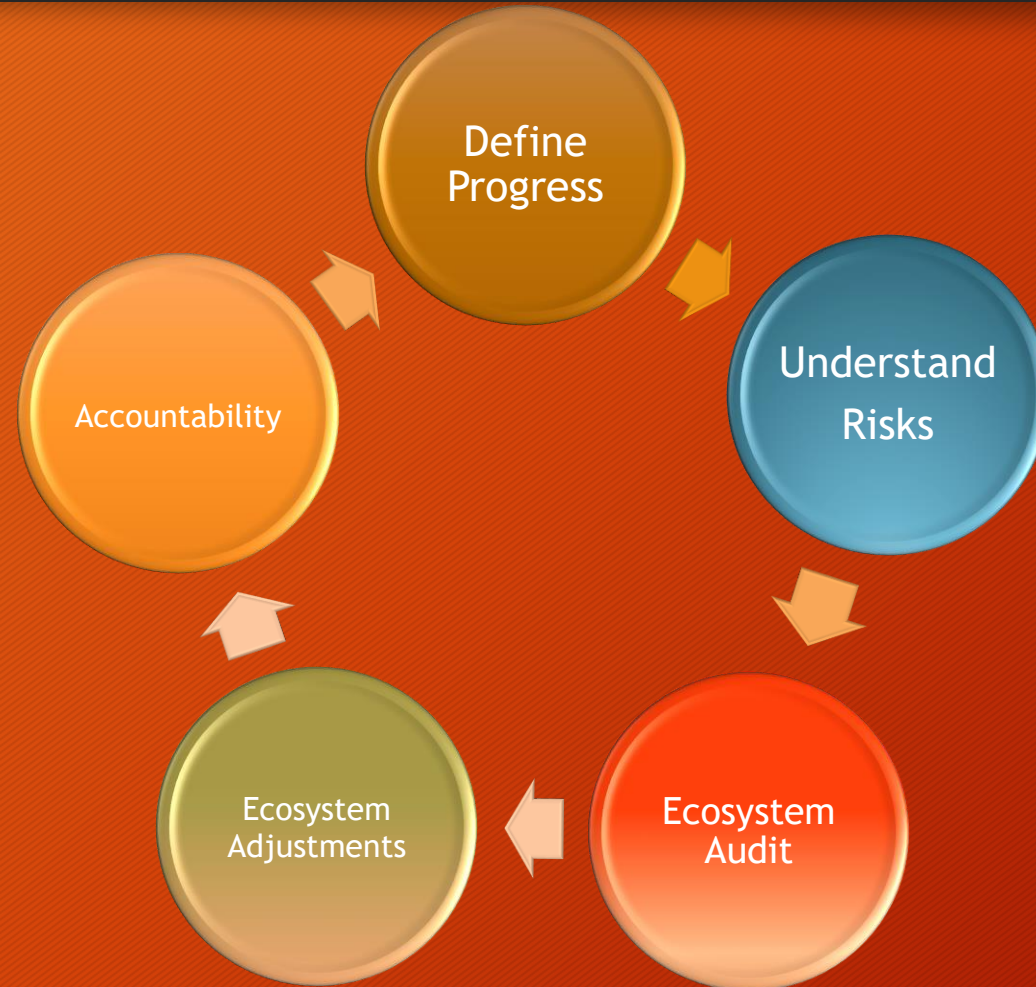 Define
Progress
Understand
Risks
Ecosystem
Audit
Ecosystem
Adjustments
Accountability